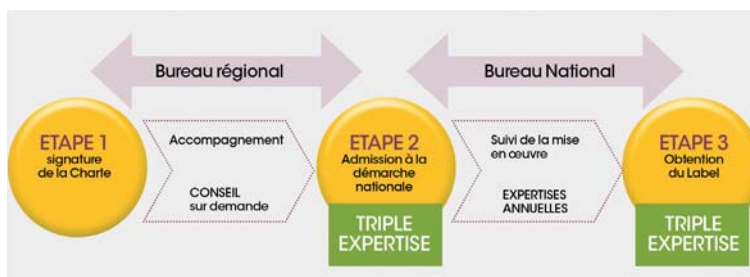 Bureau régional
Bureau National
ETAPE 1
signature
de la Charte
Accompagnement
CONSEIL
sur demande
ETAPE 2
Admission à la
démarche
nationale
TRIPLE
EXPERTISE
Suivi de la mise
en œuvre
EXPERTISES
ANNUELLES
ETAPE 3
Obtention
du Label
TRIPLE
EXPERTISE